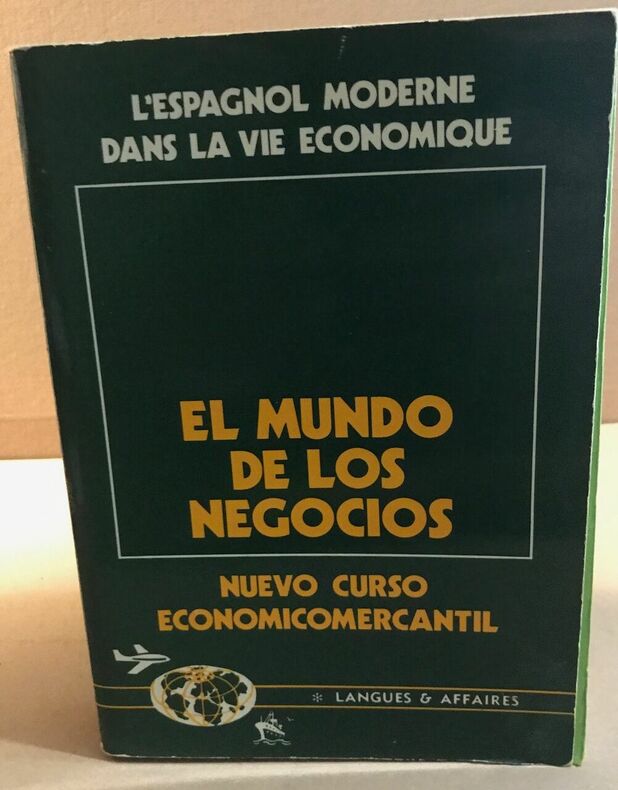 L'ESPAGNOL MODERNE
DANS LA VIE ECONOMIQUE
EL MUNDO
DE LOS
NEGOCIOS
NUEVO CURSO
ECONOMICOMERCANTIL
* LANGUES & AFFAIRES